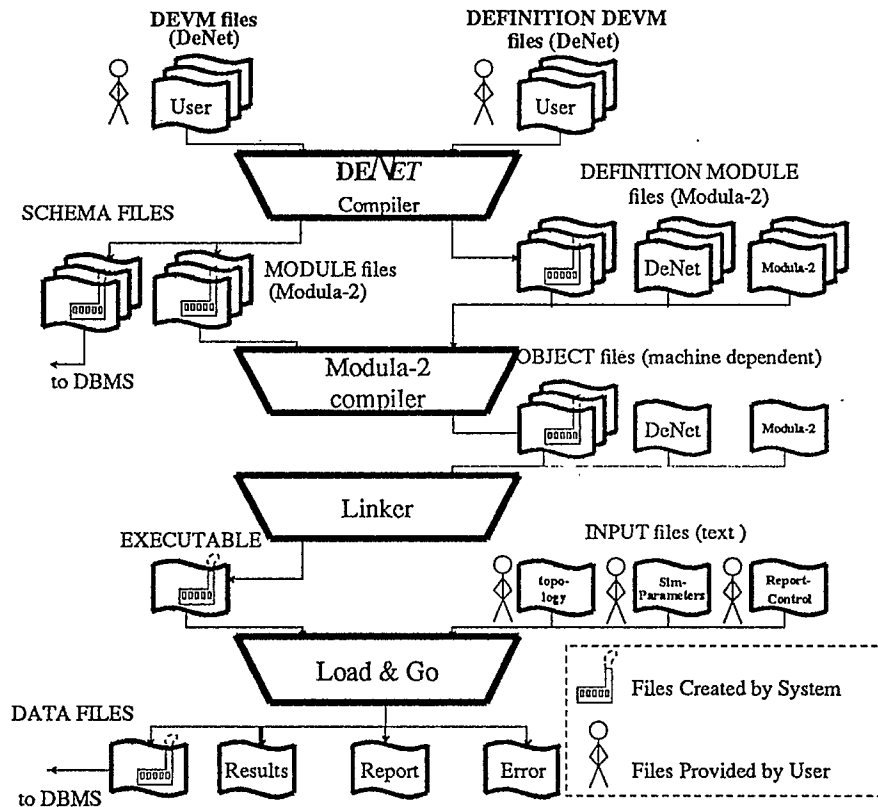 DEVM files
(DeNet)
DEFINITION DEVM
files (DeNet)
User
User
DENET
Compiler
SCHEMA FILES
DEFINITION MODULE
files (Modula-2)
MODULE files
(Modula-2)
DeNet
Modula-2
to DBMS
Modula-2
compiler
OBJECT files (machine dependent)
DeNet
Modula-2
Linker
EXECUTABLE
INPUT files (text )
topo-
logy
Sim-
Parameters
Report-
Control
Load & Go
Files Created by System
Files Provided by User
DATA FILES
Results
Report
Error
to DBMS